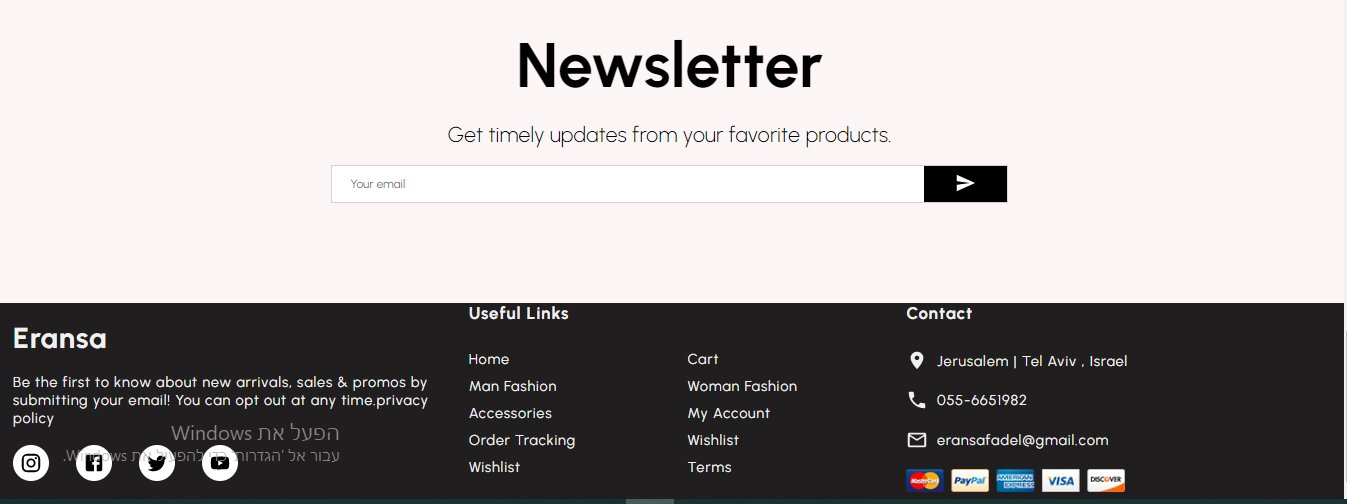 Newsletter
Get timely updates from your favorite products.
Your email
Eransa
Be the first to know about new arrivals, sales & promos by
submitting your email! You can opt out at any time.privacy
policy
הפעל את Windows
עבור אל 'הגדרות' כדי להפעיל את Windows.
Useful Links
Home
Man Fashion
Accessories
Order Tracking
Wishlist
Cart
Woman Fashion
My Account
Wishlist
Terms
Contact
Jerusalem | Tel Aviv , Israel
055-6651982
eransafadel@gmail.com
MasterCard
PayPal
AMERICAN EXPRESS
VISA
DISCOVER